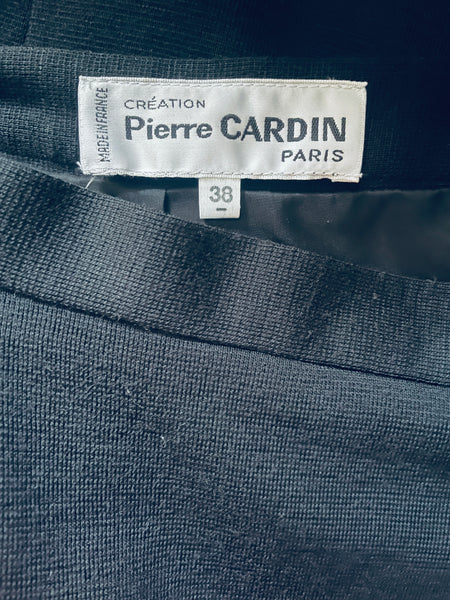 MADE IN FRANCE
CRÉATION
Pierre CARDIN
PARIS
38